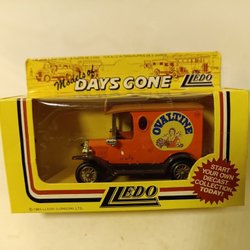 Models of
DAYS GONE
LLEDO
OVALTINE
START
YOUR OWN
DIECAST
COLLECTION
TODAY!
LLEDO